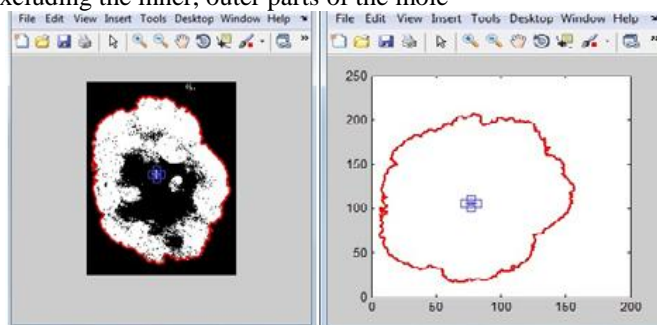 excluding the inner, outer parts of the mole
File Edit View Insert Tools Desktop Window Help
File Edit View Insert Tools Desktop Window Help
250
200
150
100
50
0
0 50 100 150 200